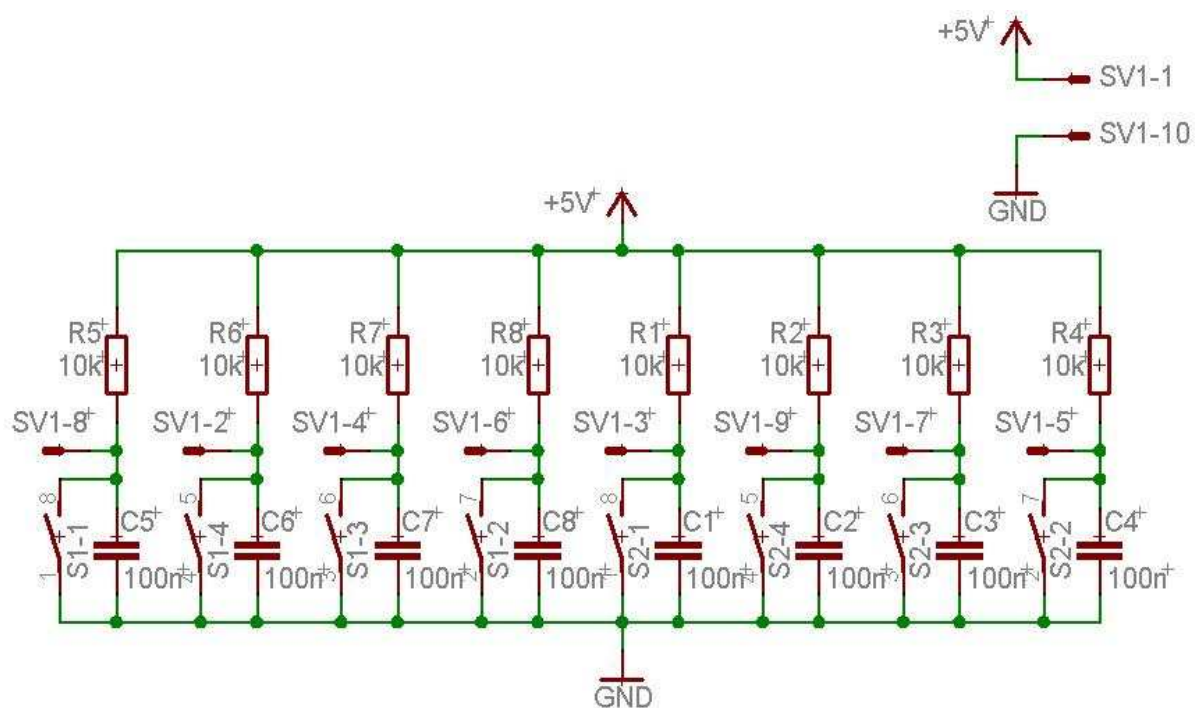 +5V
SV1-1
SV1-10
GND
+5V
R5 R6 R7 R8 R1 R2 R3 R4
10k 10k 10k 10k 10k 10k 10k 10k
SV1-8 SV1-2 SV1-4 SV1-6 SV1-3 SV1-9 SV1-7 SV1-5
8 5 6 7 8 5 6 7
S1-1 C5 S1-4 C6 S1-3 C7 S1-2 C8 S2-1 C1 S2-4 C2 S2-3 C3 S2-2 C4
1 100n 4 100n 3 100n 2 100n 1 100n 4 100n 3 100n 2 100n
GND